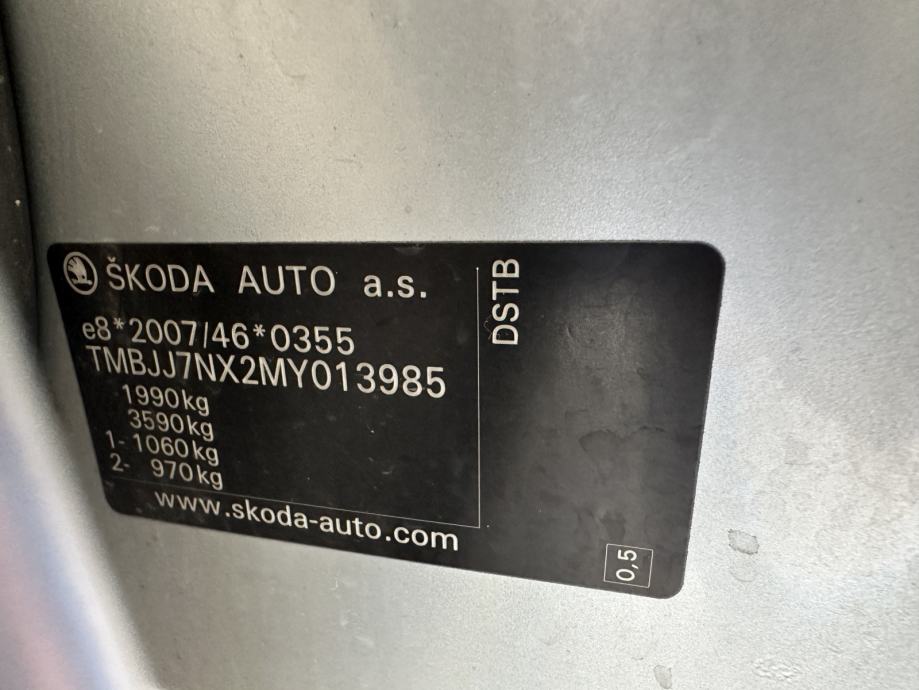 ŠKODA AUTO a.s.
e8*2007/46*0355
TMBJJ7NX2MY013985
1990kg
3590kg
1- 1060kg
2- 970kg
www.skoda-auto.com
DSTB
0,5